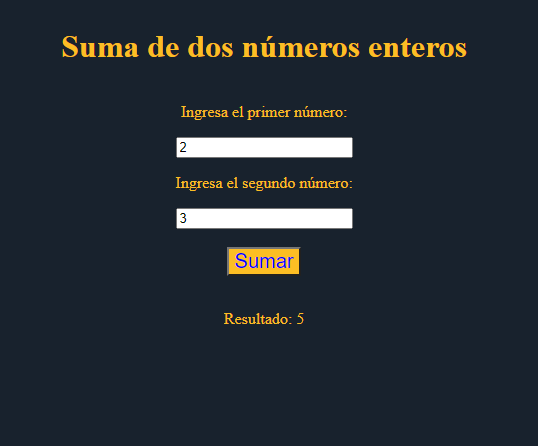 Suma de dos números enteros
Ingresa el primer número:
2
Ingresa el segundo número:
3
Sumar
Resultado: 5